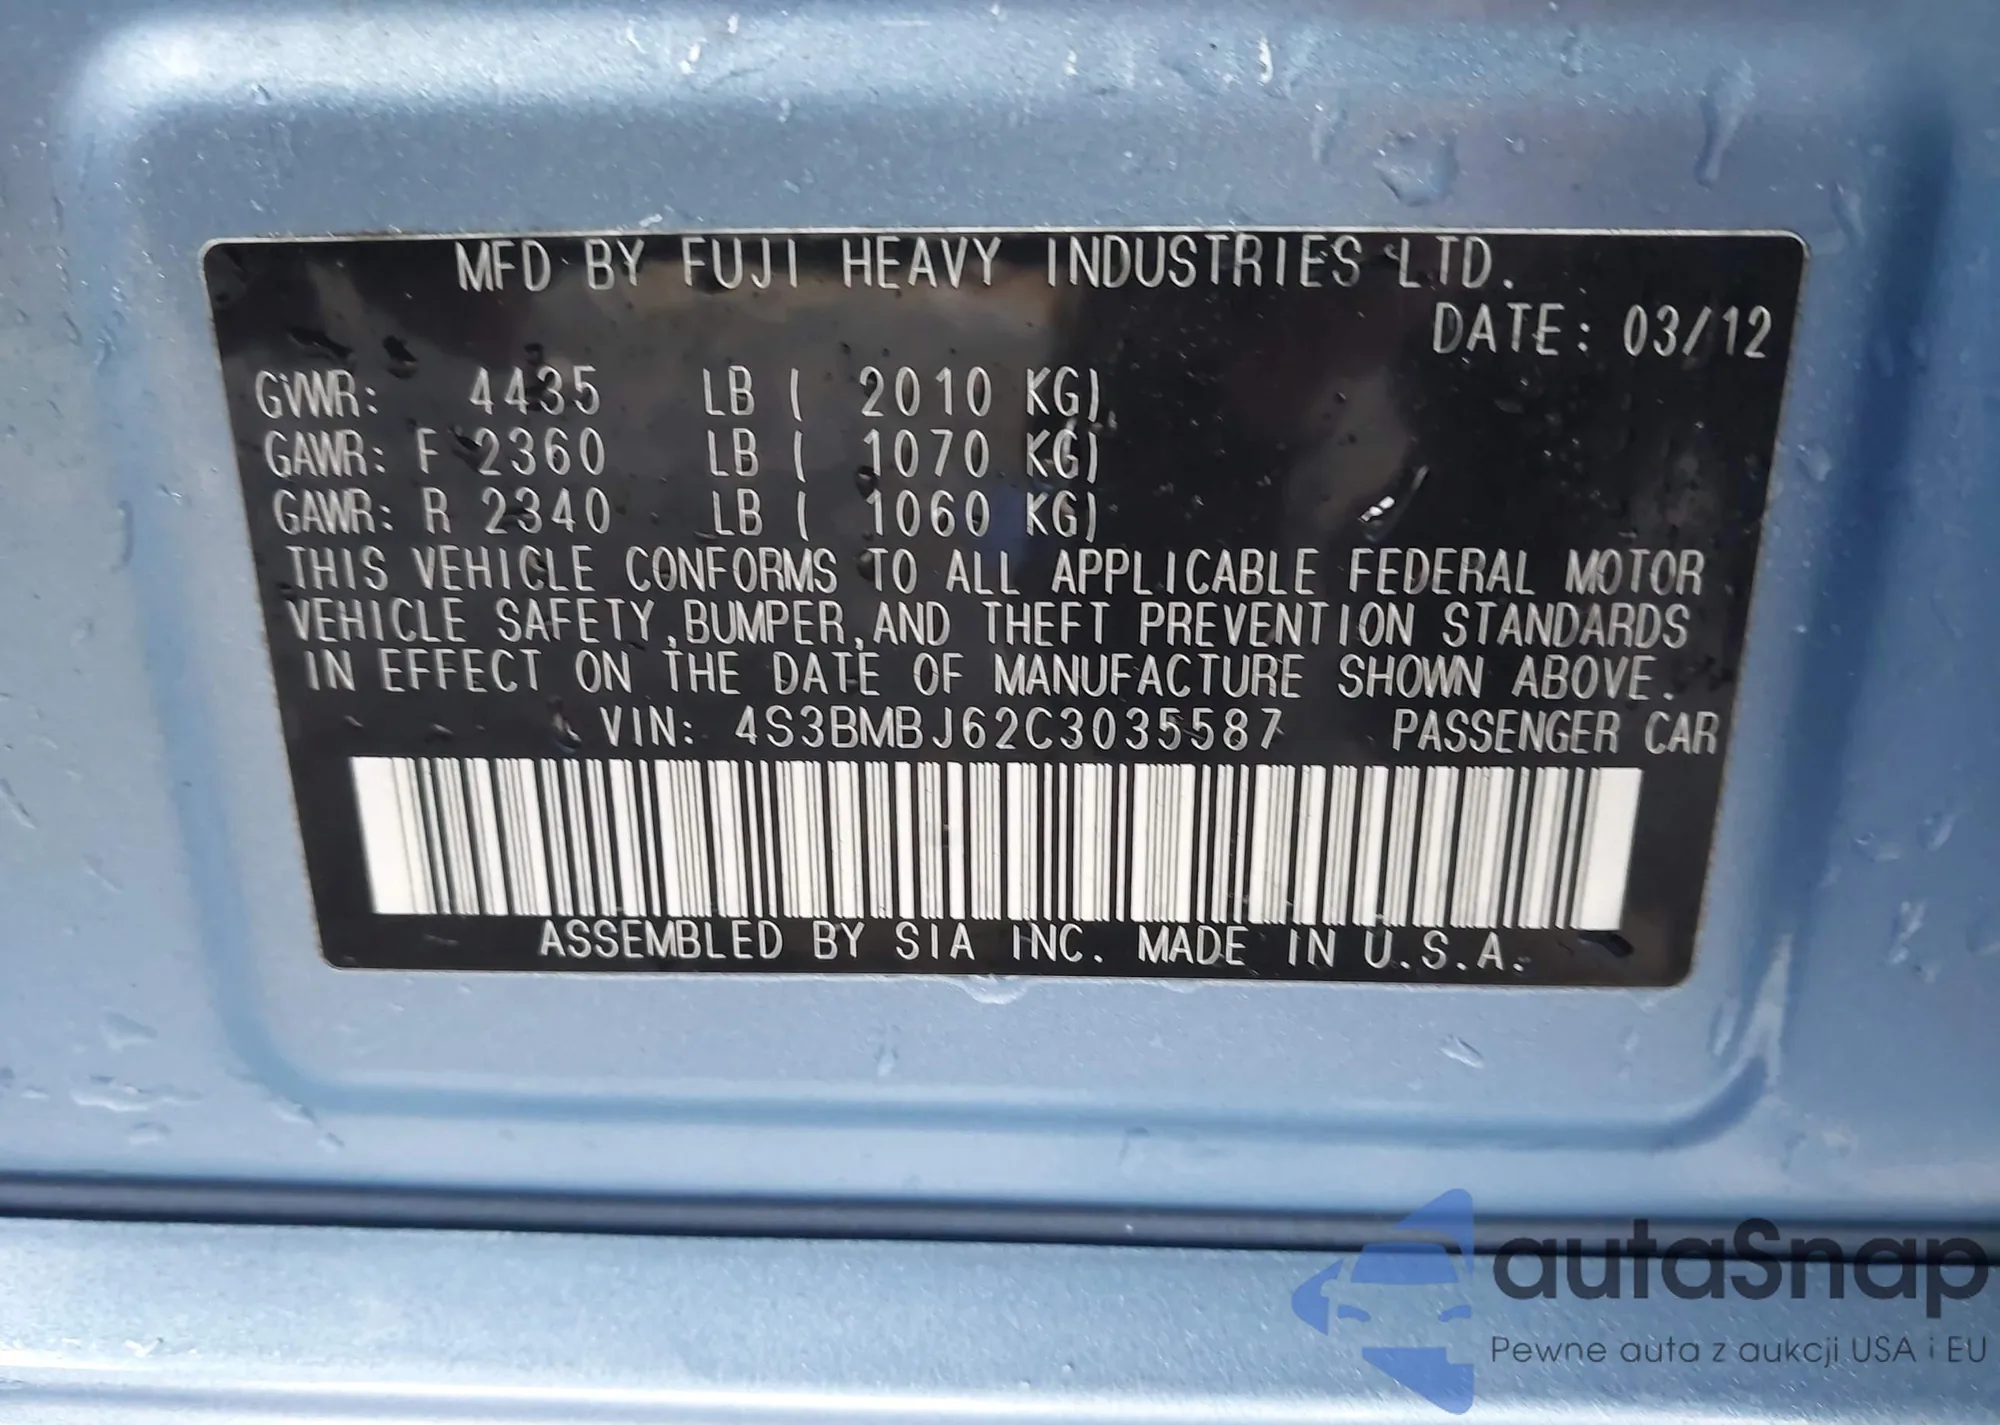 MFD BY FUJI HEAVY INDUSTRIES LTD.
DATE: 03/12
GVWR: 4435 LB ( 2010 KG)
GAWR: F 2360 LB ( 1070 KG)
GAWR: R 2340 LB ( 1060 KG)
THIS VEHICLE CONFORMS TO ALL APPLICABLE FEDERAL MOTOR
VEHICLE SAFETY,BUMPER,AND THEFT PREVENTION STANDARDS
IN EFFECT ON THE DATE OF MANUFACTURE SHOWN ABOVE.
VIN: 4S3BMBJ62C3035587 PASSENGER CAR
ASSEMBLED BY SIA INC. MADE IN U.S.A.
autaSnap
Pewne auta z aukcji USA i EU